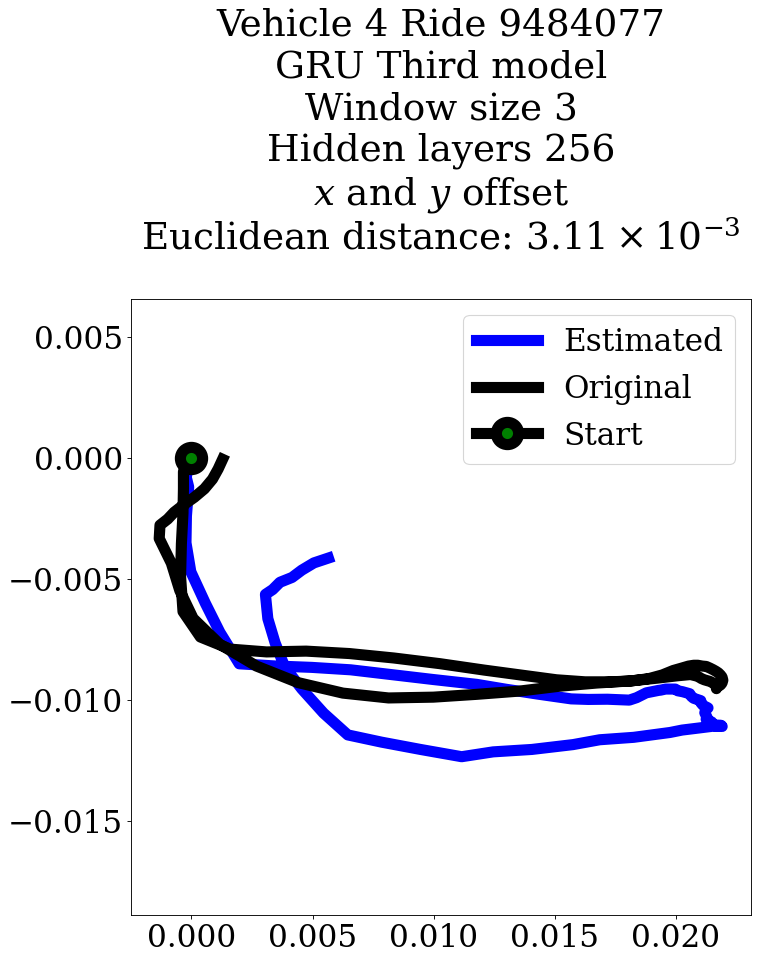 Vehicle 4 Ride 9484077
GRU Third model
Window size 3
Hidden layers 256
x and y offset
Euclidean distance: 3.11 × 10⁻³
Estimated
Original
Start
0.005
0.000
−0.005
−0.010
−0.015
0.000 0.005 0.010 0.015 0.020